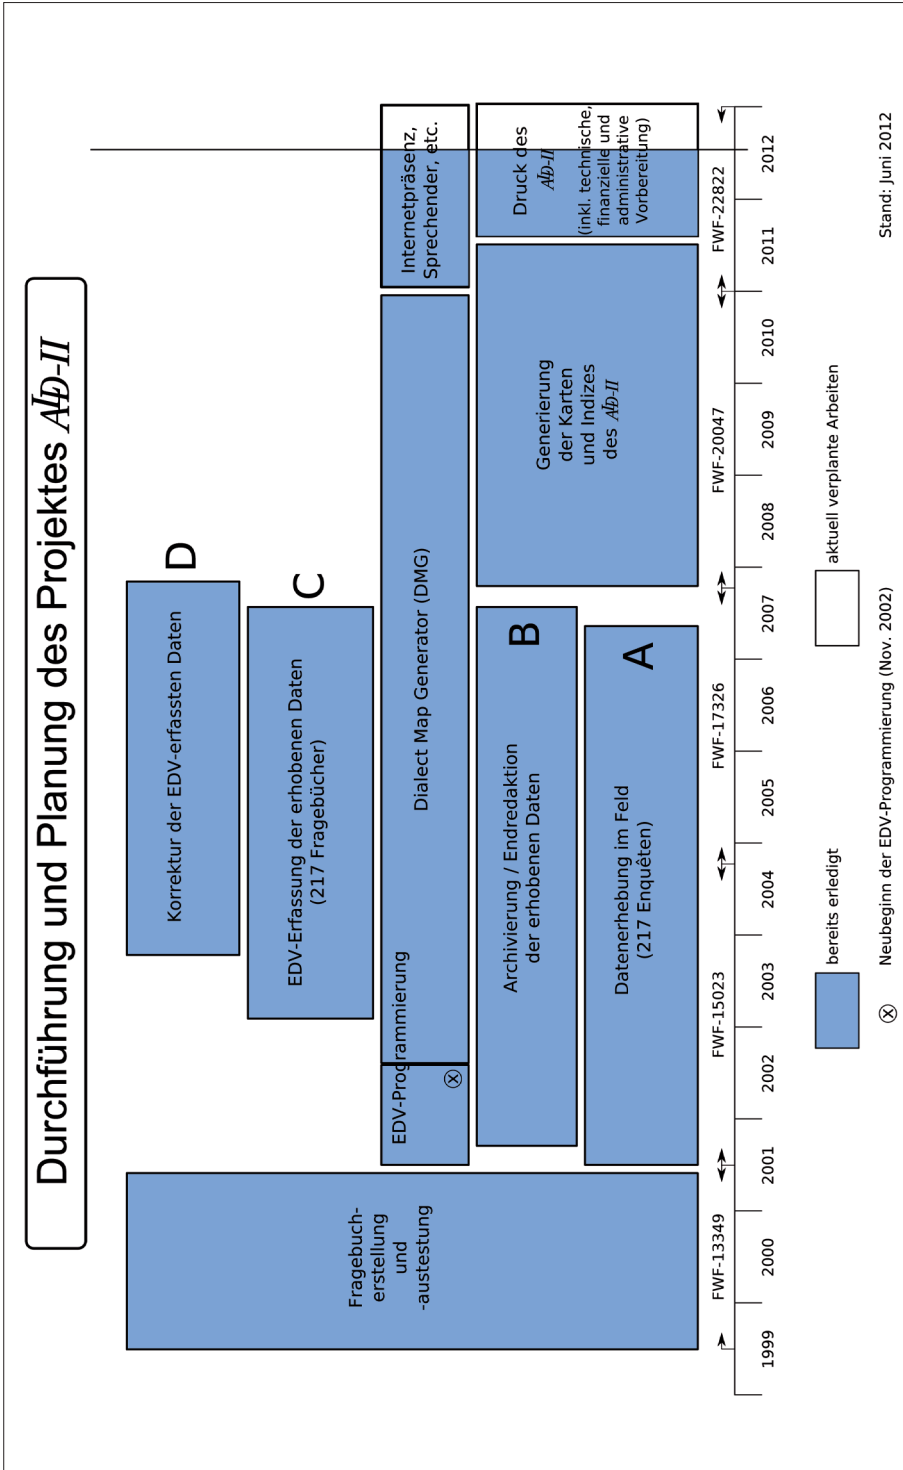 Durchführung und Planung des Projektes ALD-II
D
Korrektur der EDV-erfassten Daten
C
EDV-Erfassung der erhobenen Daten
(217 Fragebücher)
Fragebuch-
erstellung
und
-austestung
EDV-Programmierung
ⓧ
Dialect Map Generator (DMG)
Internetpräsenz,
Sprechender, etc.
B
Archivierung / Endredaktion
der erhobenen Daten
A
Datenerhebung im Feld
(217 Enquêten)
Generierung
der Karten
und Indizes
des ALD-II
Druck des
ALD-II
(inkl. technische,
finanzielle und
administrative
Vorbereitung)
FWF-13349 FWF-15023 FWF-17326 FWF-20047 FWF-22822
1999 2000 2001 2002 2003 2004 2005 2006 2007 2008 2009 2010 2011 2012
bereits erledigt
aktuell verplante Arbeiten
ⓧ Neubeginn der EDV-Programmierung (Nov. 2002)
Stand: Juni 2012